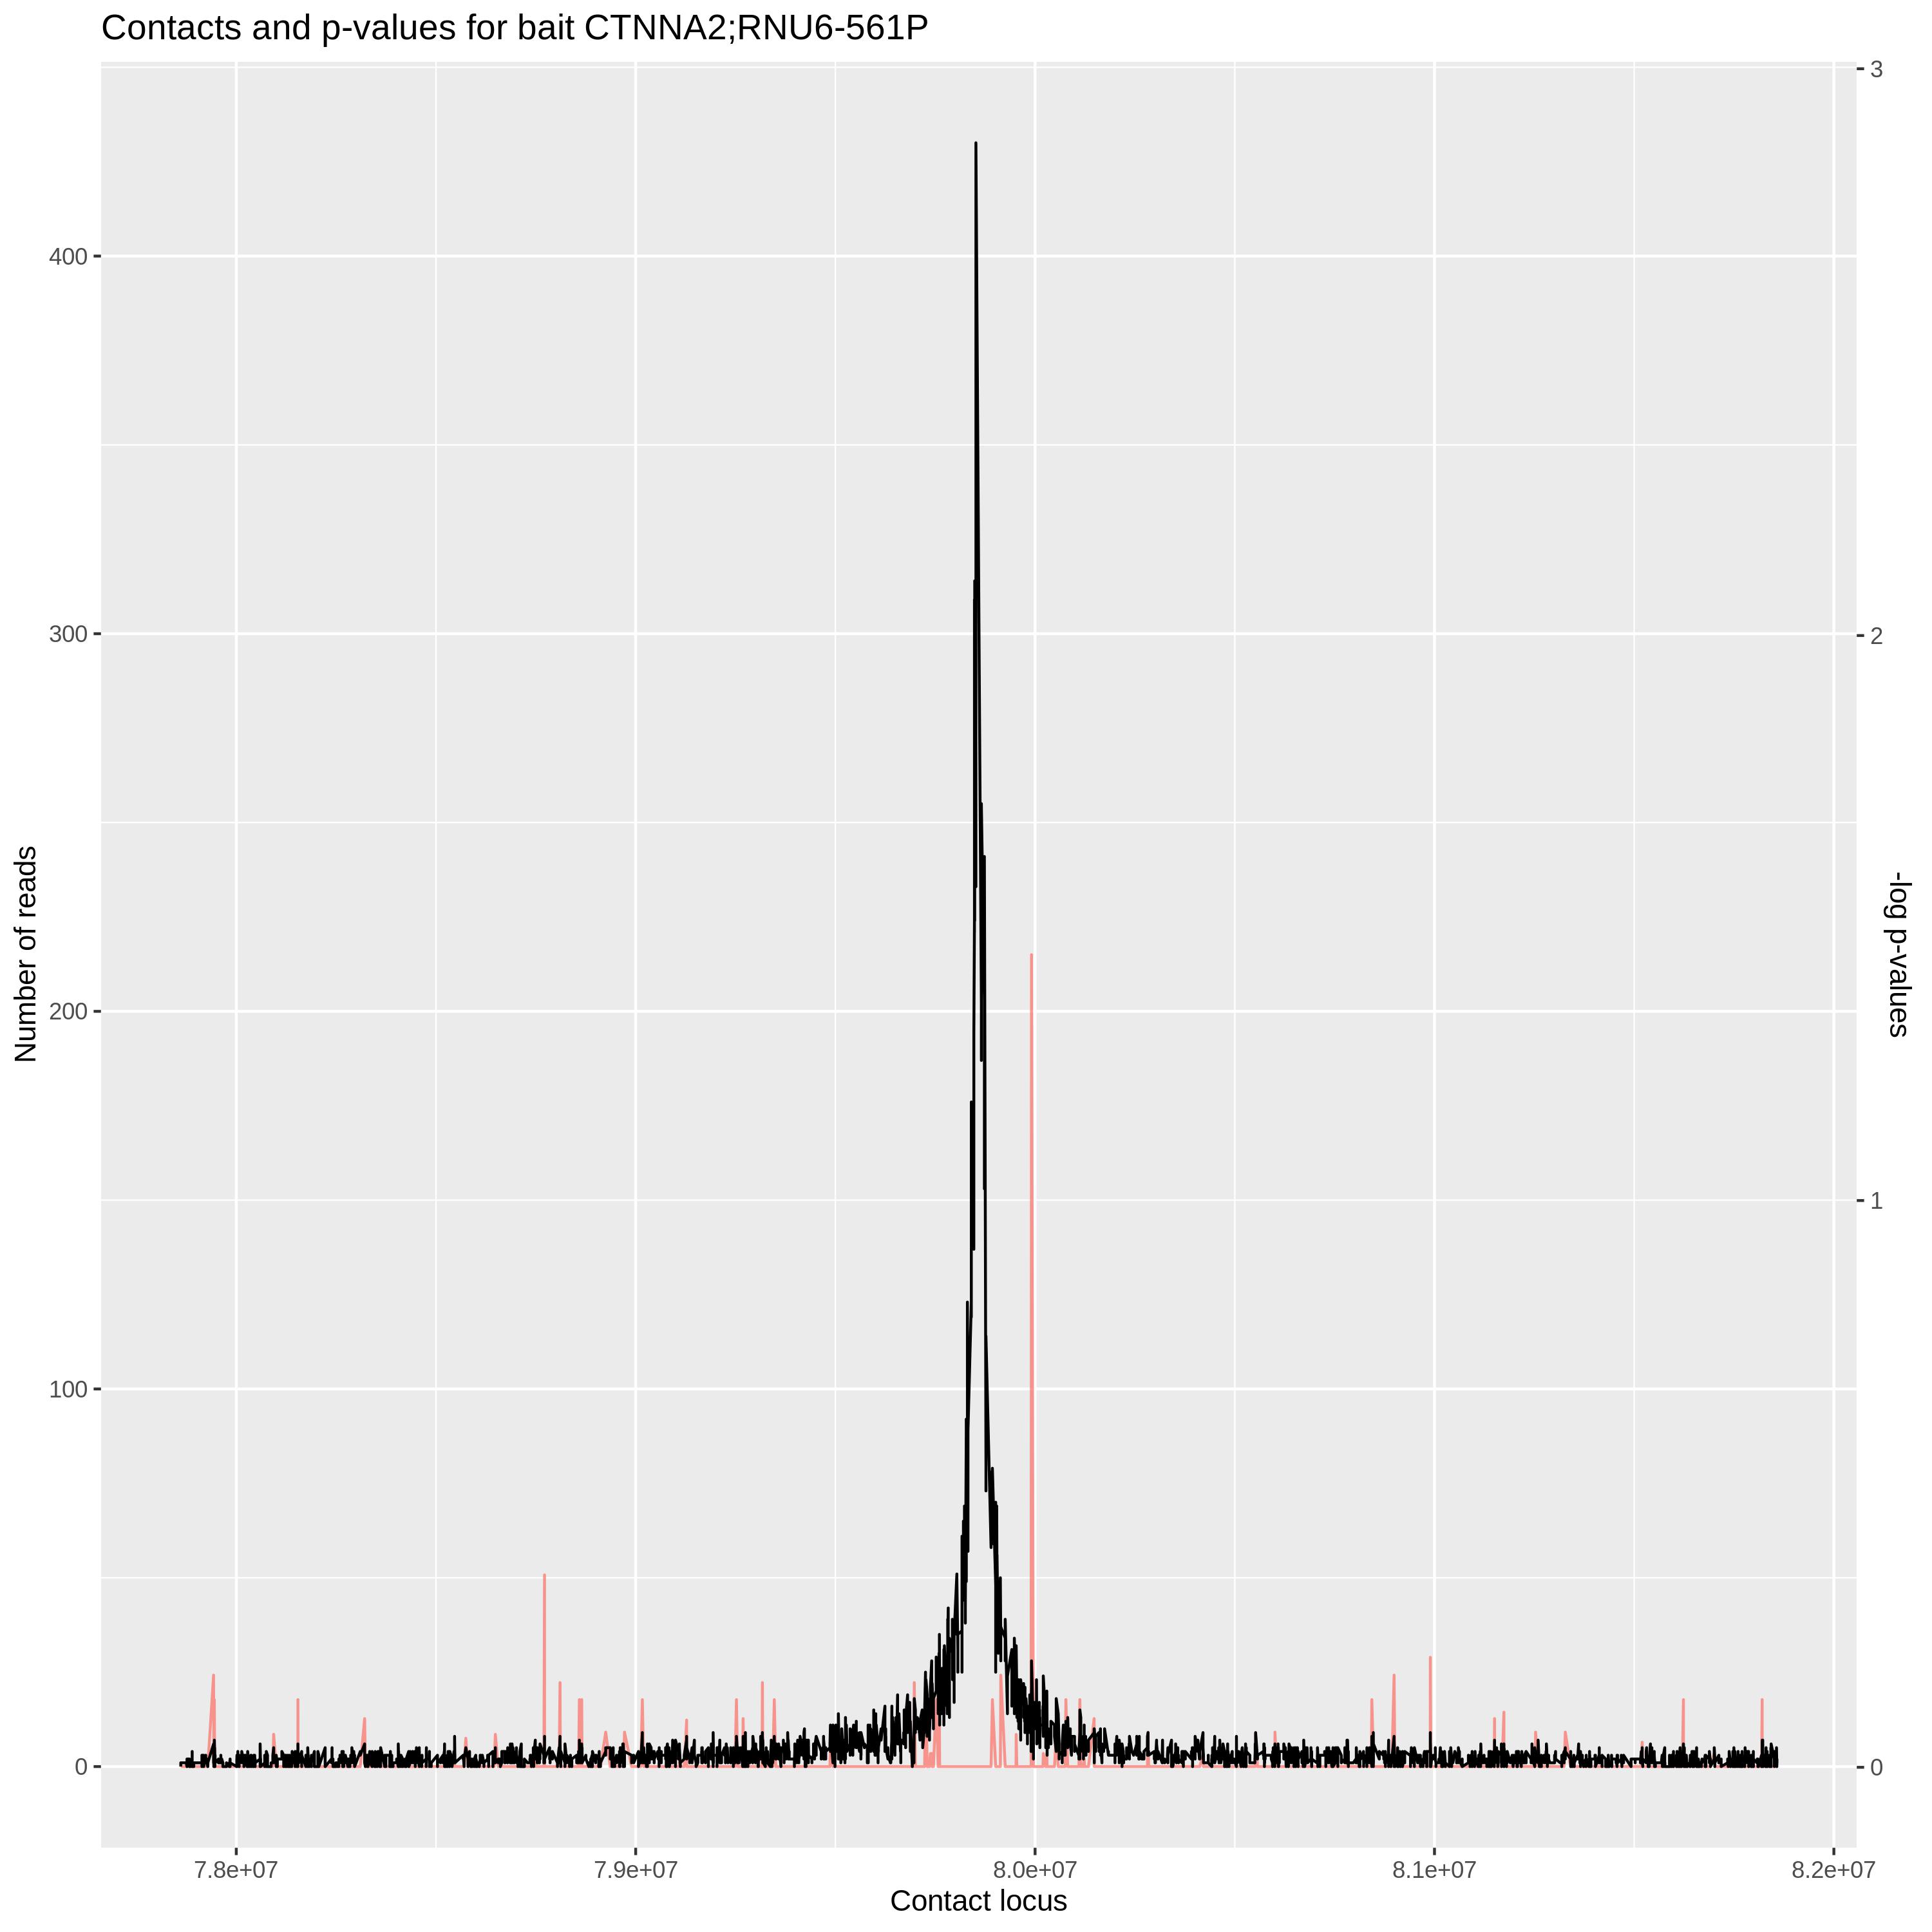 Contacts and p-values for bait CTNNA2;RNU6-561P
Number of reads
400
300
200
100
0
3
2
1
0
-log p-values
7.8e+07
7.9e+07
8.0e+07
8.1e+07
8.2e+07
Contact locus